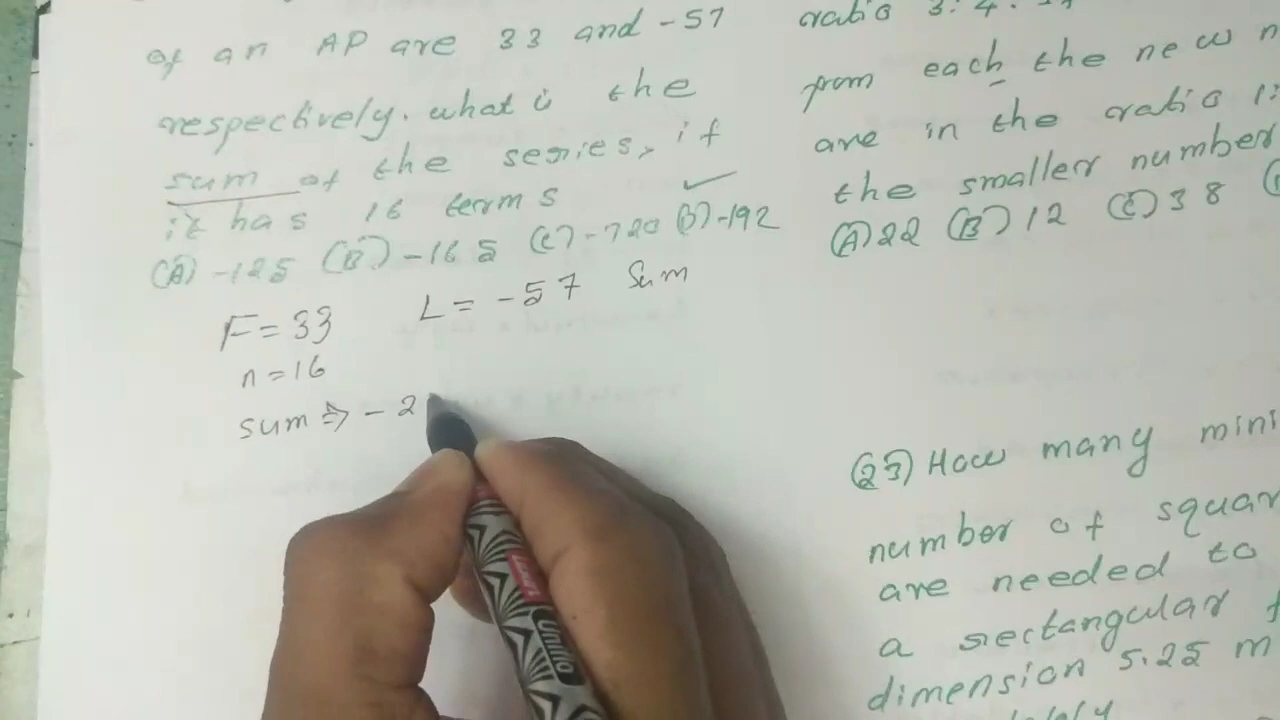 of an AP are 33 and -57
respectively. what is the
sum of the series, if
it has 16 terms
(A) -125 (B) -165 (C) -720 (B) -192
F = 33 L = -57 Sum
n = 16
sum ⇒ - 2
ratio 3:4.
from each the new n
are in the ratio 1:
the smaller number
(A) 22 (B) 12 (C) 38 (
(23) How many mini
number of squar
are needed to
a rectangular f
dimension 5.25 m
Uniflo